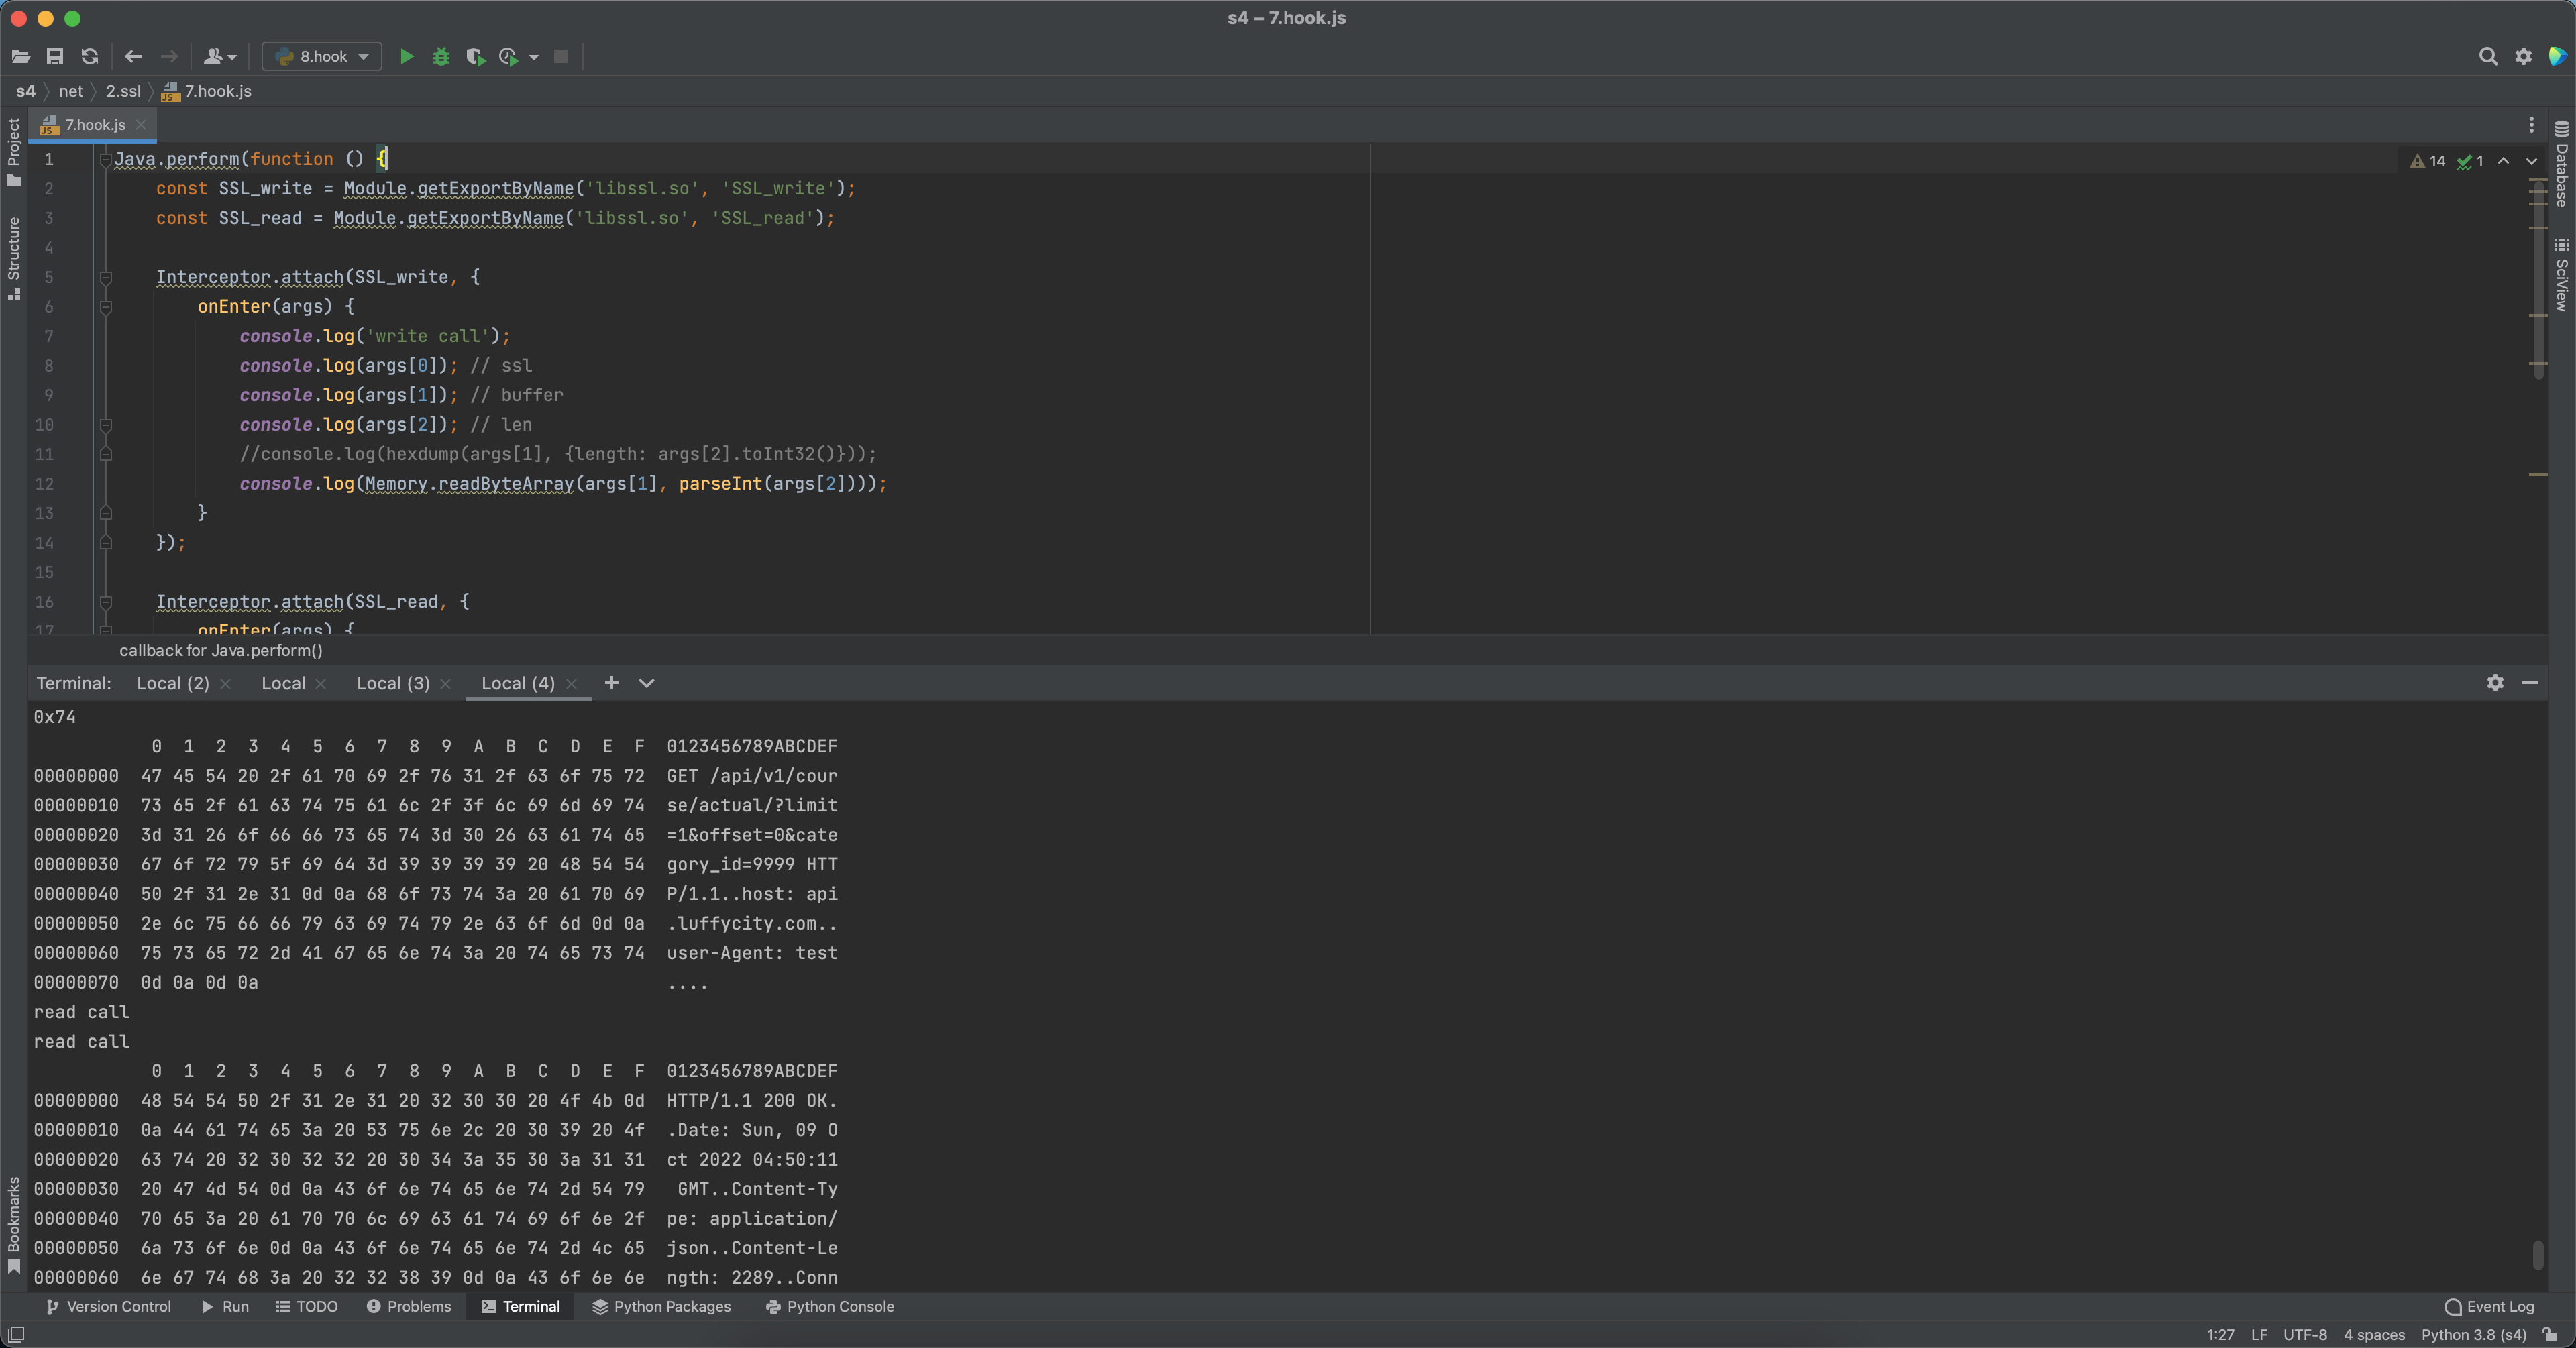 s4 – 7.hook.js
8.hook
s4 net 2.ssl 7.hook.js
7.hook.js
Project
Structure
Bookmarks
Database
SciView
14 1
1 Java.perform(function () {
2 const SSL_write = Module.getExportByName('libssl.so', 'SSL_write');
3 const SSL_read = Module.getExportByName('libssl.so', 'SSL_read');
4
5 Interceptor.attach(SSL_write, {
6 onEnter(args) {
7 console.log('write call');
8 console.log(args[0]); // ssl
9 console.log(args[1]); // buffer
10 console.log(args[2]); // len
11 //console.log(hexdump(args[1], {length: args[2].toInt32()}));
12 console.log(Memory.readByteArray(args[1], parseInt(args[2])));
13 }
14 });
15
16 Interceptor.attach(SSL_read, {
17 onEnter(args) {
callback for Java.perform()
Terminal: Local (2) Local Local (3) Local (4)
0x74
0 1 2 3 4 5 6 7 8 9 A B C D E F 0123456789ABCDEF
00000000 47 45 54 20 2f 61 70 69 2f 76 31 2f 63 6f 75 72 GET /api/v1/cour
00000010 73 65 2f 61 63 74 75 61 6c 2f 3f 6c 69 6d 69 74 se/actual/?limit
00000020 3d 31 26 6f 66 66 73 65 74 3d 30 26 63 61 74 65 =1&offset=0&cate
00000030 67 6f 72 79 5f 69 64 3d 39 39 39 39 20 48 54 54 gory_id=9999 HTT
00000040 50 2f 31 2e 31 0d 0a 68 6f 73 74 3a 20 61 70 69 P/1.1..host: api
00000050 2e 6c 75 66 66 79 63 69 74 79 2e 63 6f 6d 0d 0a .luffycity.com..
00000060 75 73 65 72 2d 41 67 65 6e 74 3a 20 74 65 73 74 user-Agent: test
00000070 0d 0a 0d 0a ....
read call
read call
0 1 2 3 4 5 6 7 8 9 A B C D E F 0123456789ABCDEF
00000000 48 54 54 50 2f 31 2e 31 20 32 30 30 20 4f 4b 0d HTTP/1.1 200 OK.
00000010 0a 44 61 74 65 3a 20 53 75 6e 2c 20 30 39 20 4f .Date: Sun, 09 O
00000020 63 74 20 32 30 32 32 20 30 34 3a 35 30 3a 31 31 ct 2022 04:50:11
00000030 20 47 4d 54 0d 0a 43 6f 6e 74 65 6e 74 2d 54 79 GMT..Content-Ty
00000040 70 65 3a 20 61 70 70 6c 69 63 61 74 69 6f 6e 2f pe: application/
00000050 6a 73 6f 6e 0d 0a 43 6f 6e 74 65 6e 74 2d 4c 65 json..Content-Le
00000060 6e 67 74 68 3a 20 32 32 38 39 0d 0a 43 6f 6e 6e ngth: 2289..Conn
Version Control Run TODO Problems Terminal Python Packages Python Console Event Log
1:27 LF UTF-8 4 spaces Python 3.8 (s4)